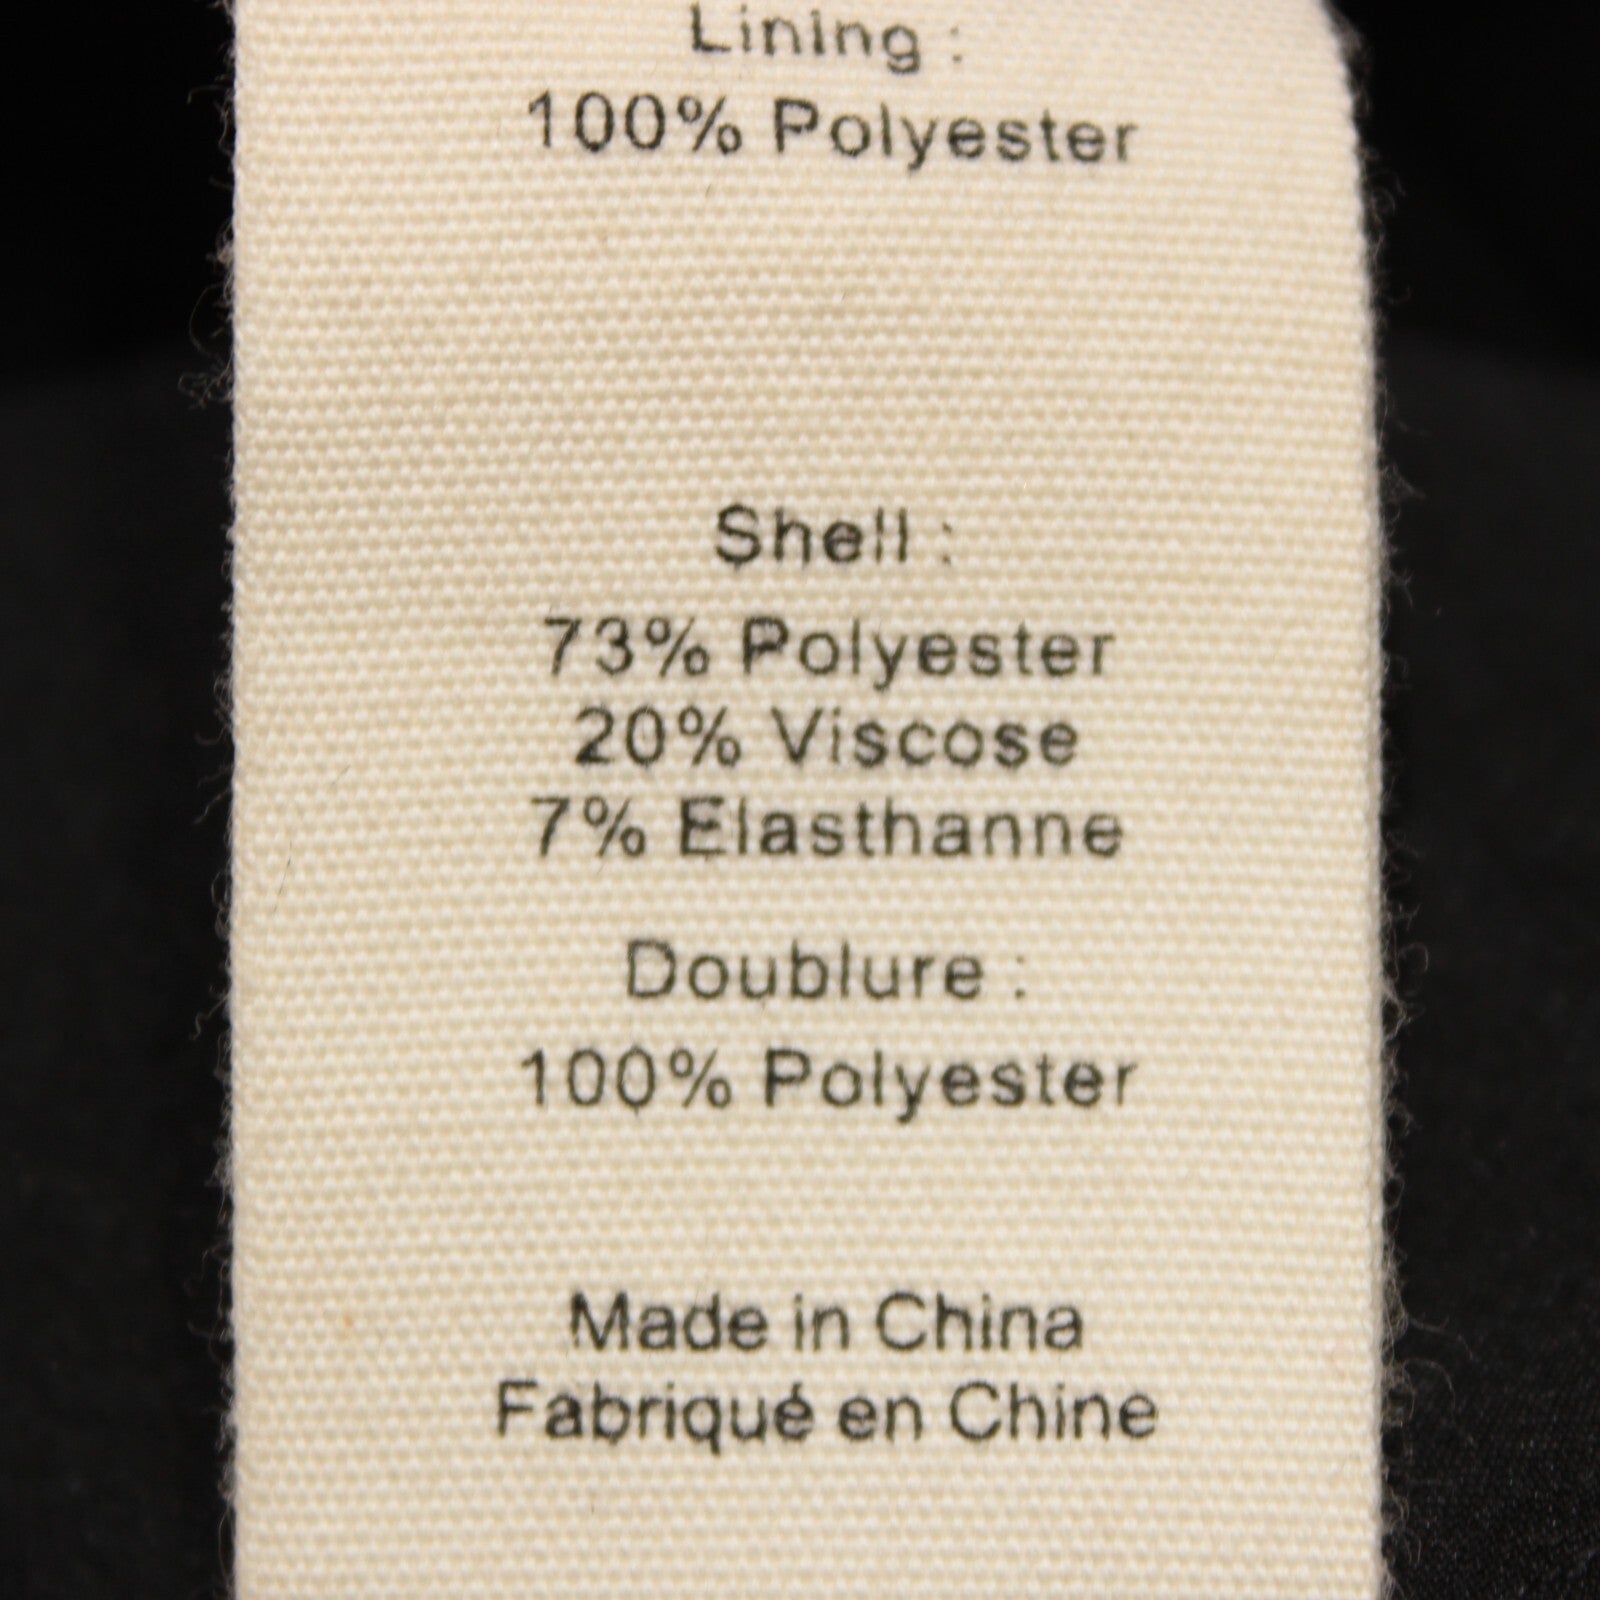 Lining :
100% Polyester
Shell :
73% Polyester
20% Viscose
7% Elasthanne
Doublure :
100% Polyester
Made in China
Fabriqué en Chine